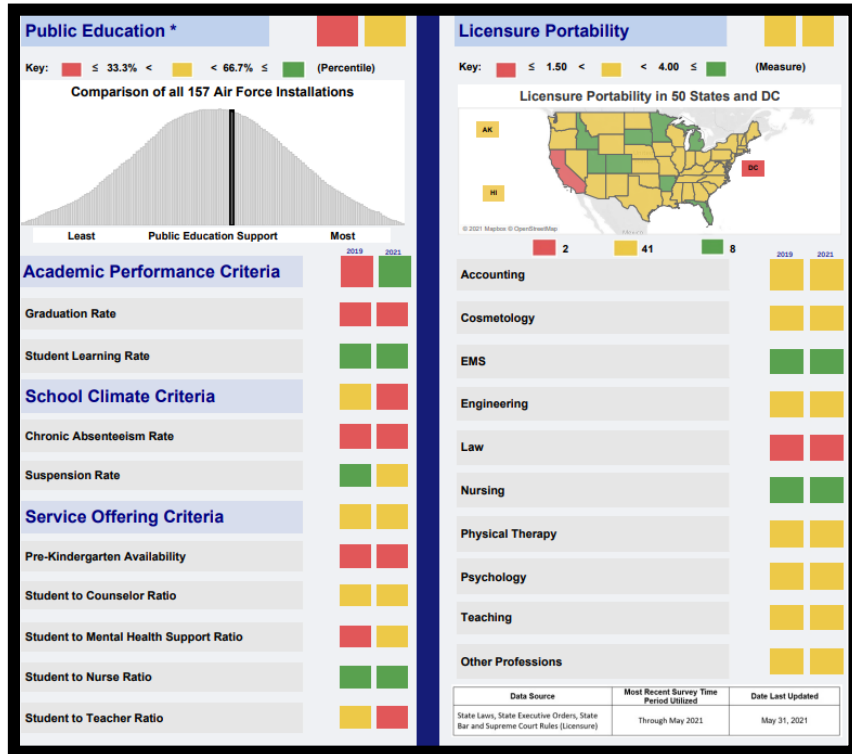 Public Education *
Key: ≤ 33.3% < < 66.7% ≤ (Percentile)
Comparison of all 157 Air Force Installations
Least Public Education Support Most
2019 2021
Academic Performance Criteria
Graduation Rate
Student Learning Rate
School Climate Criteria
Chronic Absenteeism Rate
Suspension Rate
Service Offering Criteria
Pre-Kindergarten Availability
Student to Counselor Ratio
Student to Mental Health Support Ratio
Student to Nurse Ratio
Student to Teacher Ratio
Licensure Portability
Key: ≤ 1.50 < < 4.00 ≤ (Measure)
Licensure Portability in 50 States and DC
AK
DC
HI
© 2021 Mapbox © OpenStreetMap
Mexico
2 41 8
2019 2021
Accounting
Cosmetology
EMS
Engineering
Law
Nursing
Physical Therapy
Psychology
Teaching
Other Professions
Data Source
Most Recent Survey Time
Period Utilized
Date Last Updated
State Laws, State Executive Orders, State
Bar and Supreme Court Rules (Licensure)
Through May 2021
May 31, 2021